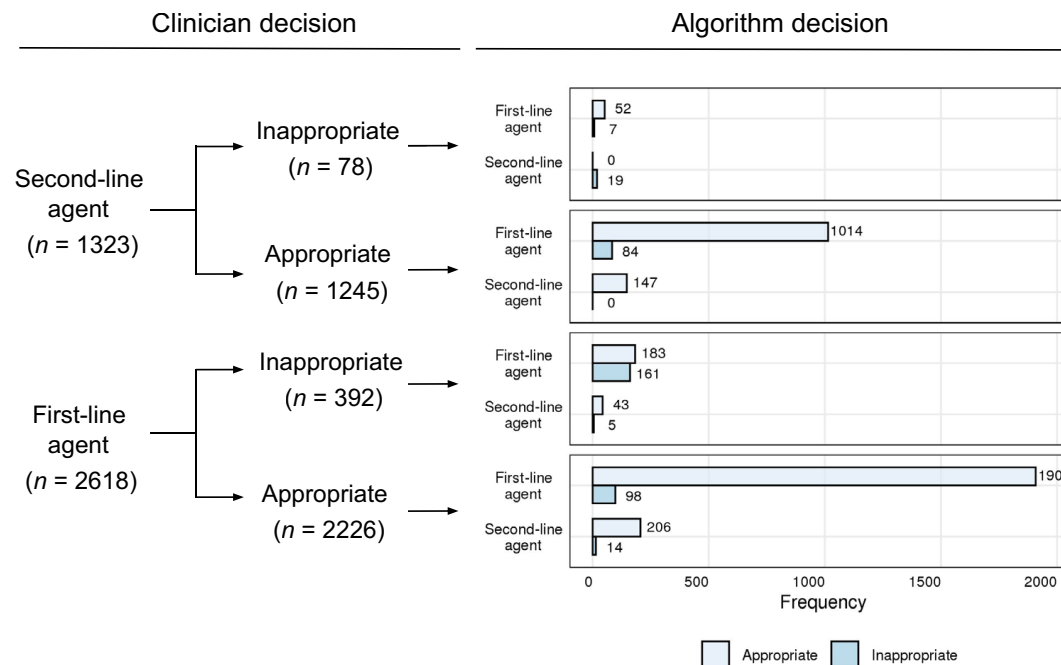 Clinician decision
Algorithm decision
Second-line
agent
(n = 1323)
Inappropriate
(n = 78)
Appropriate
(n = 1245)
First-line
agent
(n = 2618)
Inappropriate
(n = 392)
Appropriate
(n = 2226)
First-line
agent
52
7
Second-line
agent
0
19
First-line
agent
1014
84
Second-line
agent
147
0
First-line
agent
183
161
Second-line
agent
43
5
First-line
agent
190
98
Second-line
agent
206
14
0 500 1000 1500 2000
Frequency
Appropriate Inappropriate